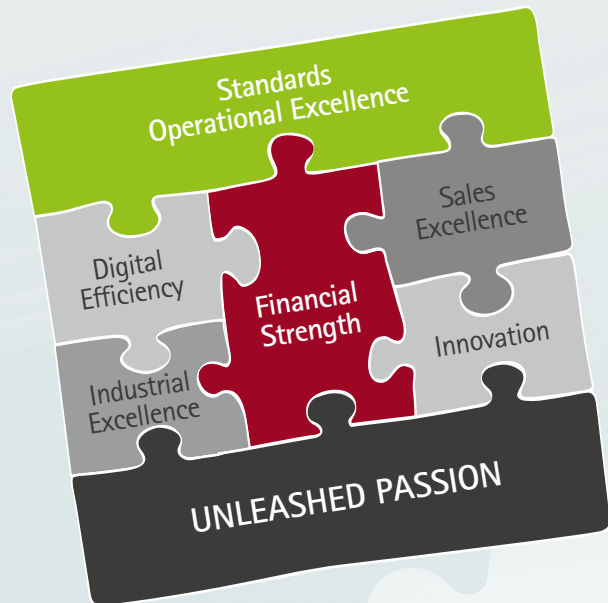 Standards
Operational Excellence
Digital
Efficiency
Sales
Excellence
Financial
Strength
Industrial
Excellence
Innovation
UNLEASHED PASSION